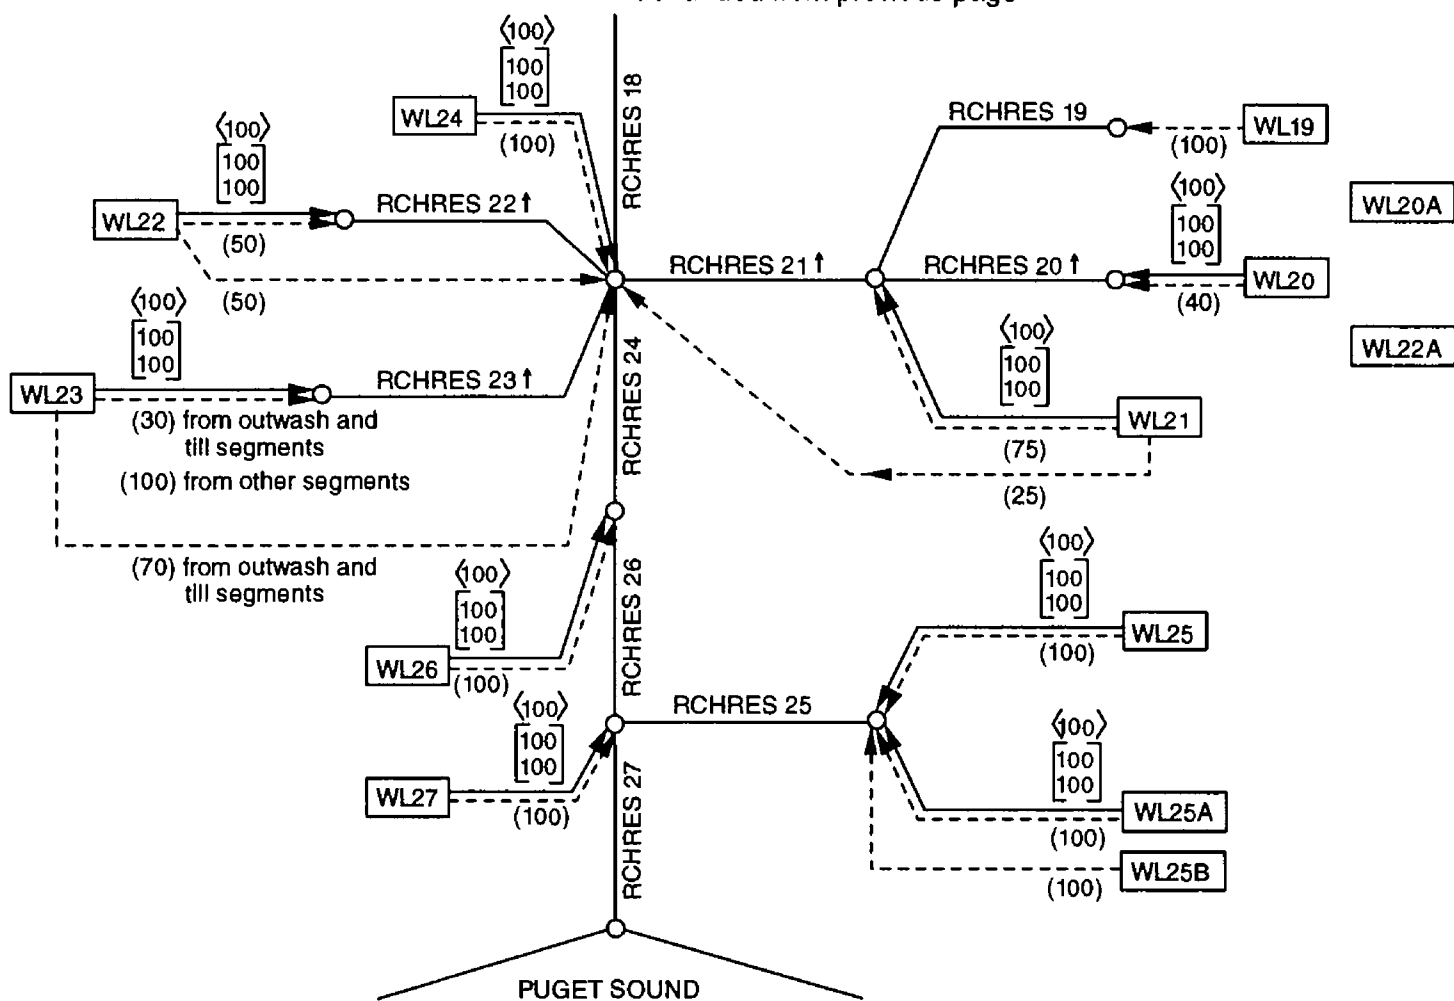 from previous page
⟨100⟩
[100
100]
WL24
(100)
RCHRES 18
RCHRES 19
(100)
WL19
⟨100⟩
[100
100]
WL22
(50)
(50)
RCHRES 22↑
RCHRES 21↑
RCHRES 20↑
⟨100⟩
[100
100]
WL20
(40)
WL20A
WL22A
⟨100⟩
[100
100]
WL23
RCHRES 23↑
(30) from outwash and
till segments
(100) from other segments
(70) from outwash and
till segments
RCHRES 24
⟨100⟩
[100
100]
WL21
(75)
(25)
⟨100⟩
[100
100]
WL26
(100)
RCHRES 26
⟨100⟩
[100
100]
WL25
(100)
RCHRES 25
⟨100⟩
[100
100]
WL27
(100)
RCHRES 27
⟨100⟩
[100
100]
WL25A
(100)
WL25B
(100)
PUGET SOUND